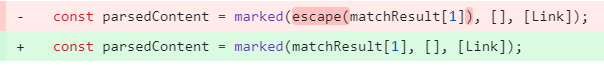 -    const parsedContent = marked(escape(matchResult[1]), [], [Link]);
+    const parsedContent = marked(matchResult[1], [], [Link]);